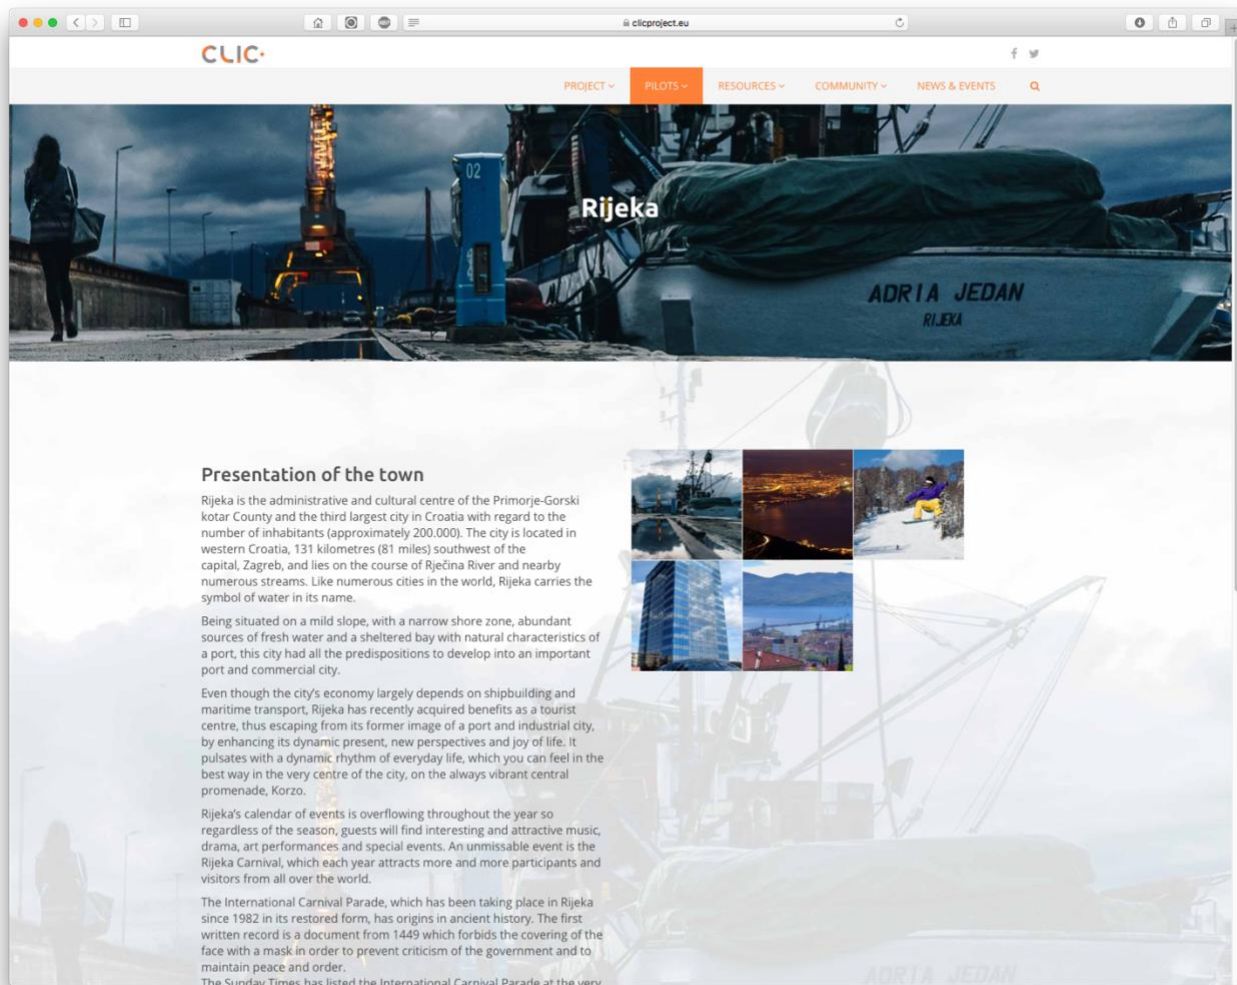 clicproject.eu
CLIC
PROJECT
PILOTS
RESOURCES
COMMUNITY
NEWS & EVENTS
02
Rijeka
ADRIA JEDAN
RIJEKA
Presentation of the town
Rijeka is the administrative and cultural centre of the Primorje-Gorski
kotar County and the third largest city in Croatia with regard to the
number of inhabitants (approximately 200.000). The city is located in
western Croatia, 131 kilometres (81 miles) southwest of the
capital, Zagreb, and lies on the course of Rječina River and nearby
numerous streams. Like numerous cities in the world, Rijeka carries the
symbol of water in its name.
Being situated on a mild slope, with a narrow shore zone, abundant
sources of fresh water and a sheltered bay with natural characteristics of
a port, this city had all the predispositions to develop into an important
port and commercial city.
Even though the city's economy largely depends on shipbuilding and
maritime transport, Rijeka has recently acquired benefits as a tourist
centre, thus escaping from its former image of a port and industrial city,
by enhancing its dynamic present, new perspectives and joy of life. It
pulsates with a dynamic rhythm of everyday life, which you can feel in the
best way in the very centre of the city, on the always vibrant central
promenade, Korzo.
Rijeka's calendar of events is overflowing throughout the year so
regardless of the season, guests will find interesting and attractive music,
drama, art performances and special events. An unmissable event is the
Rijeka Carnival, which each year attracts more and more participants and
visitors from all over the world.
The International Carnival Parade, which has been taking place in Rijeka
since 1982 in its restored form, has origins in ancient history. The first
written record is a document from 1449 which forbids the covering of the
face with a mask in order to prevent criticism of the government and to
maintain peace and order.
The Sunday Times has listed the International Carnival Parade at the very
ADRIA JEDAN